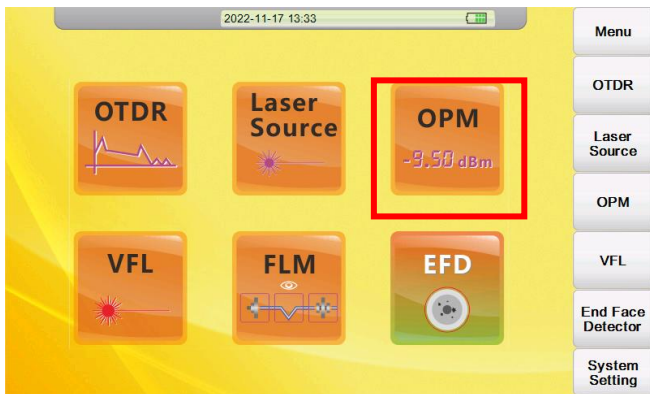 2022-11-17 13:33
OTDR
Laser
Source
OPM
-9.50 dBm
VFL
FLM
EFD
Menu
OTDR
Laser
Source
OPM
VFL
End Face
Detector
System
Setting